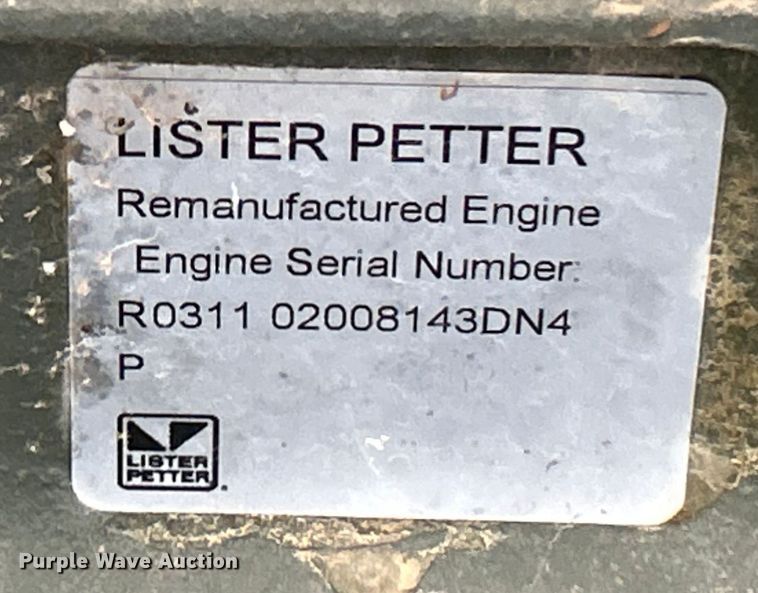 LISTER PETTER
Remanufactured Engine
Engine Serial Number:
R0311 02008143DN4
P
LISTER
PETTER
Purple Wave Auction